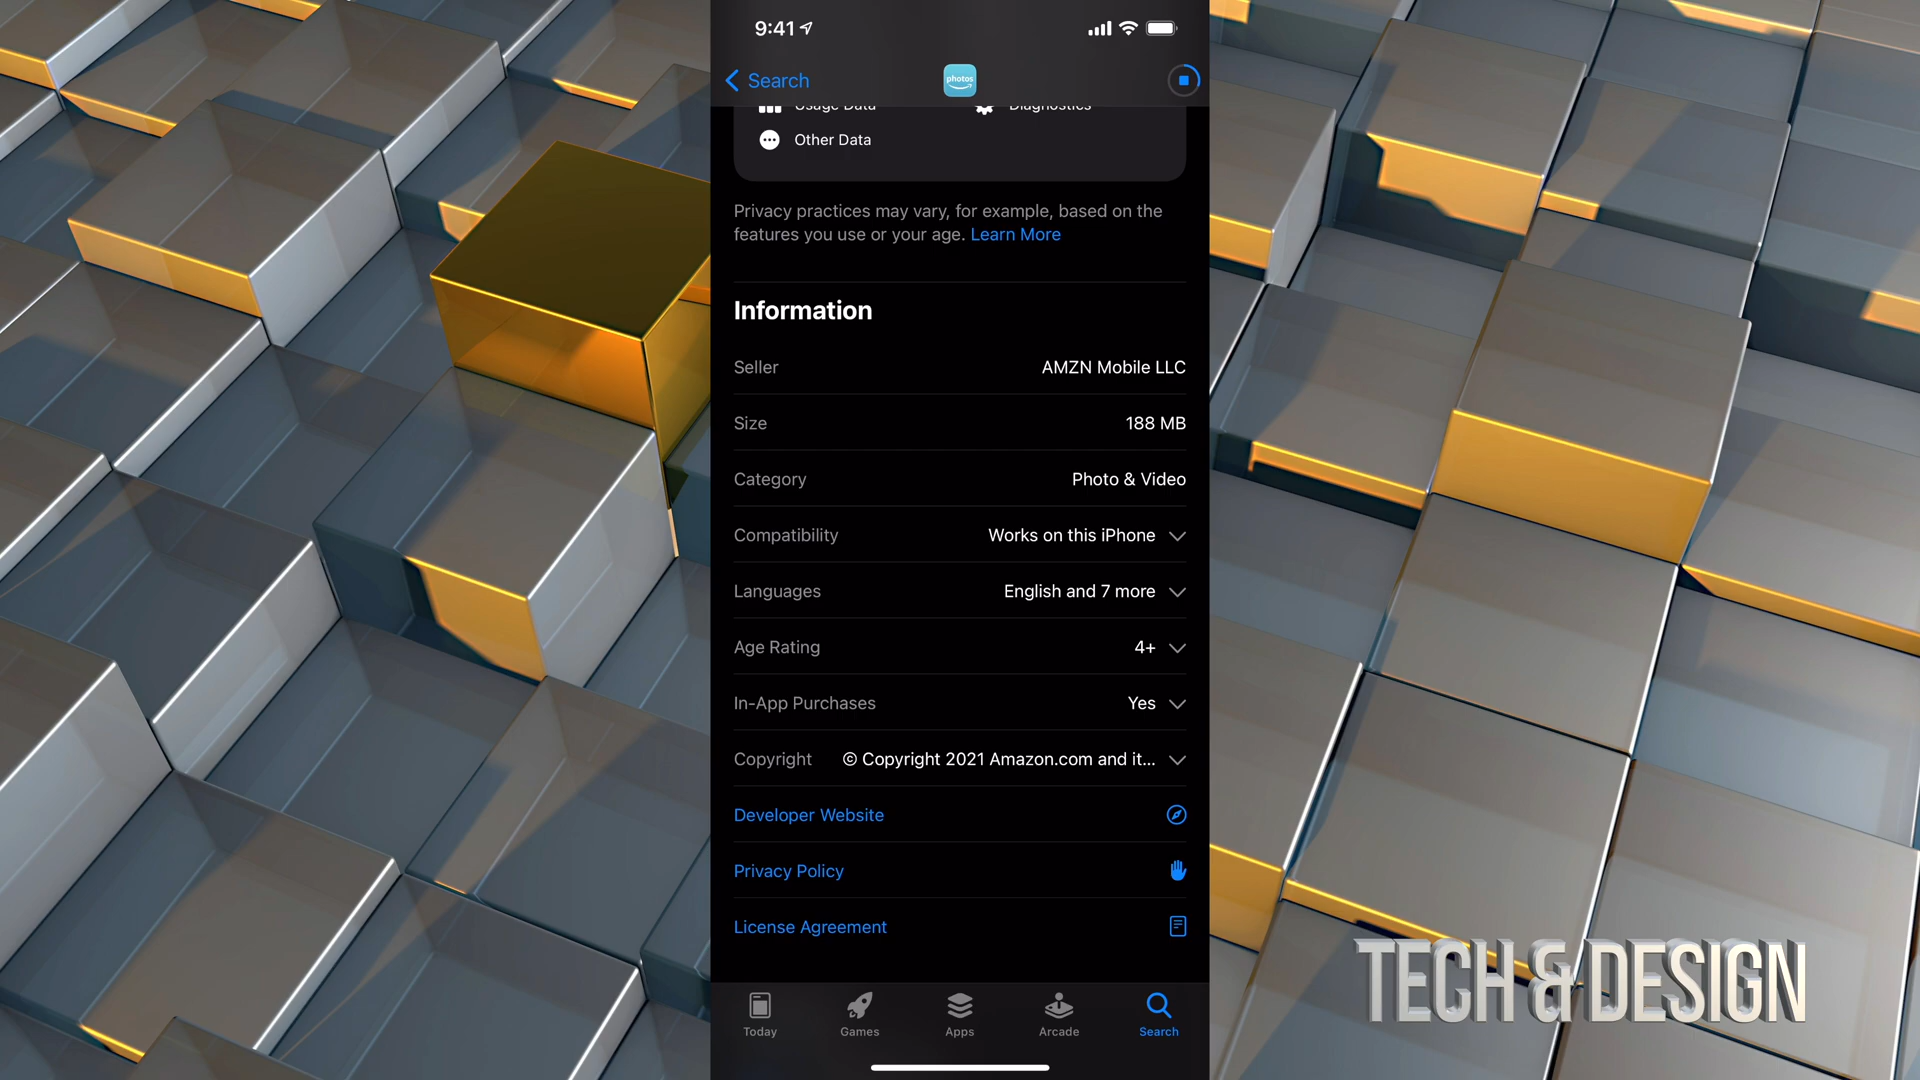 9:41
Search
photos
Usage Data
Diagnostics
Other Data
Privacy practices may vary, for example, based on the
features you use or your age. Learn More
Information
Seller
AMZN Mobile LLC
Size
188 MB
Category
Photo & Video
Compatibility
Works on this iPhone
Languages
English and 7 more
Age Rating
4+
In-App Purchases
Yes
Copyright
© Copyright 2021 Amazon.com and it...
Developer Website
Privacy Policy
License Agreement
Today
Games
Apps
Arcade
Search
TECH & DESIGN